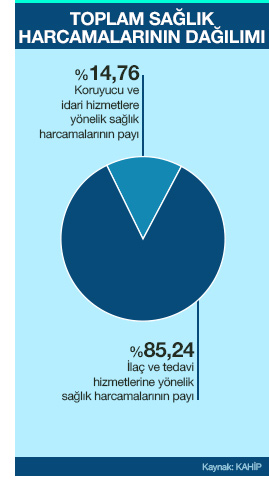 TOPLAM SAĞLIK
HARCAMALARININ DAĞILIMI
%14,76
Koruyucu ve
idari hizmetlere
yönelik sağlık
harcamalarının payı
%85,24
İlaç ve tedavi
hizmetlerine yönelik
sağlık harcamalarının payı
Kaynak: KAHİP